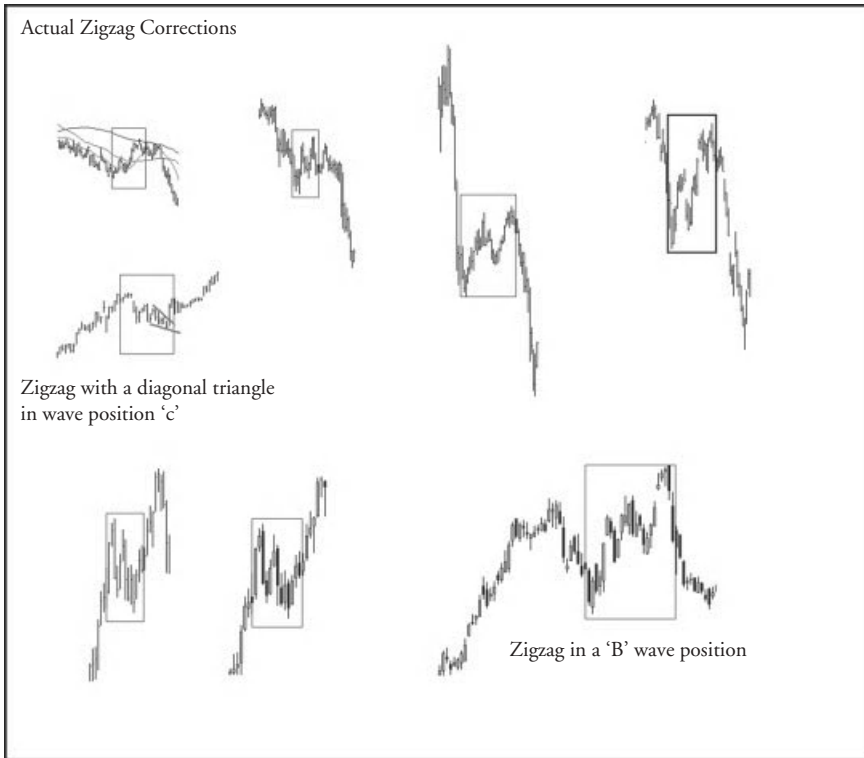 Actual Zigzag Corrections
Zigzag with a diagonal triangle
in wave position ‘c’
Zigzag in a ‘B’ wave position